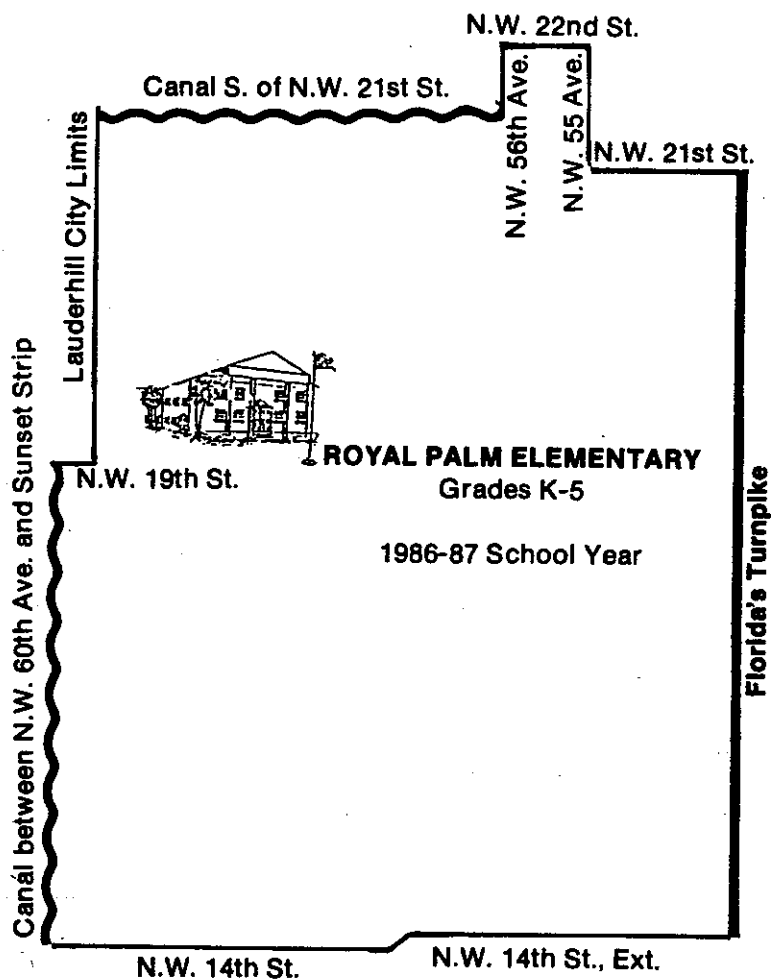 N.W. 22nd St.
Canal S. of N.W. 21st St.
N.W. 56th Ave.
N.W. 55 Ave.
N.W. 21st St.
Lauderhill City Limits
Canal between N.W. 60th Ave. and Sunset Strip
N.W. 19th St.
ROYAL PALM ELEMENTARY
Grades K-5
1986-87 School Year
Florida's Turnpike
N.W. 14th St.
N.W. 14th St., Ext.